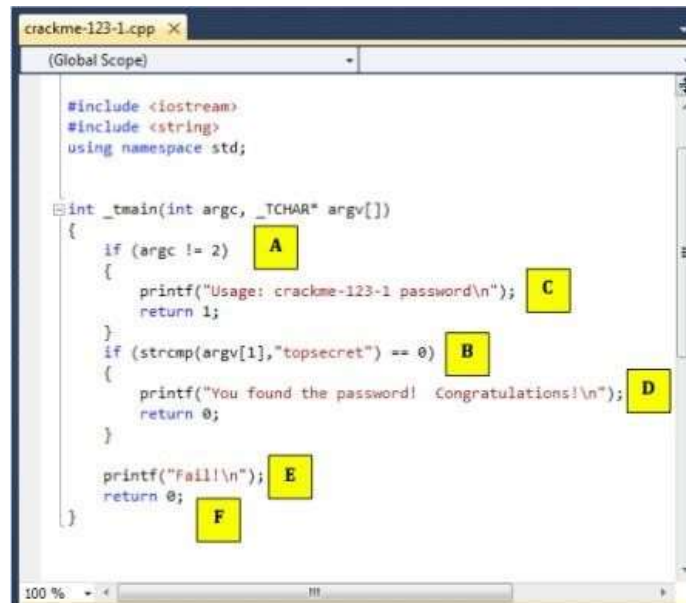 crackme-123-1.cpp ×
(Global Scope)
#include <iostream>
#include <string>
using namespace std;
int _tmain(int argc, _TCHAR* argv[])
{
if (argc != 2) A
{
printf("Usage: crackme-123-1 password\n"); C
return 1;
}
if (strcmp(argv[1],"topsecret") == 0) B
{
printf("You found the password!  Congratulations!\n"); D
return 0;
}
printf("Fail!\n"); E
return 0;
F
}
100 %